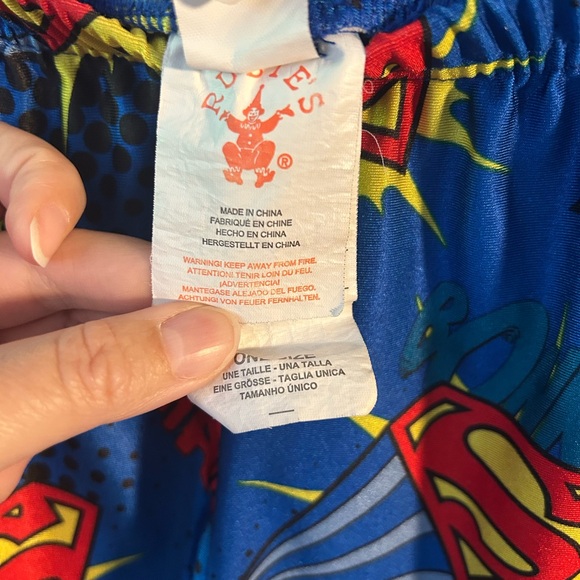 RUBIE'S
®
MADE IN CHINA
FABRIQUÉ EN CHINE
HECHO EN CHINA
HERGESTELLT EN CHINA
WARNING! KEEP AWAY FROM FIRE.
ATTENTION! TENIR LOIN DU FEU.
¡ADVERTENCIA!
MANTEGASE ALEJADO DEL FUEGO.
ACHTUNG! VON FEUER FERNHALTEN.
ONE SIZE
UNE TAILLE - UNA TALLA
EINE GRÖSSE - TAGLIA UNICA
TAMANHO ÚNICO